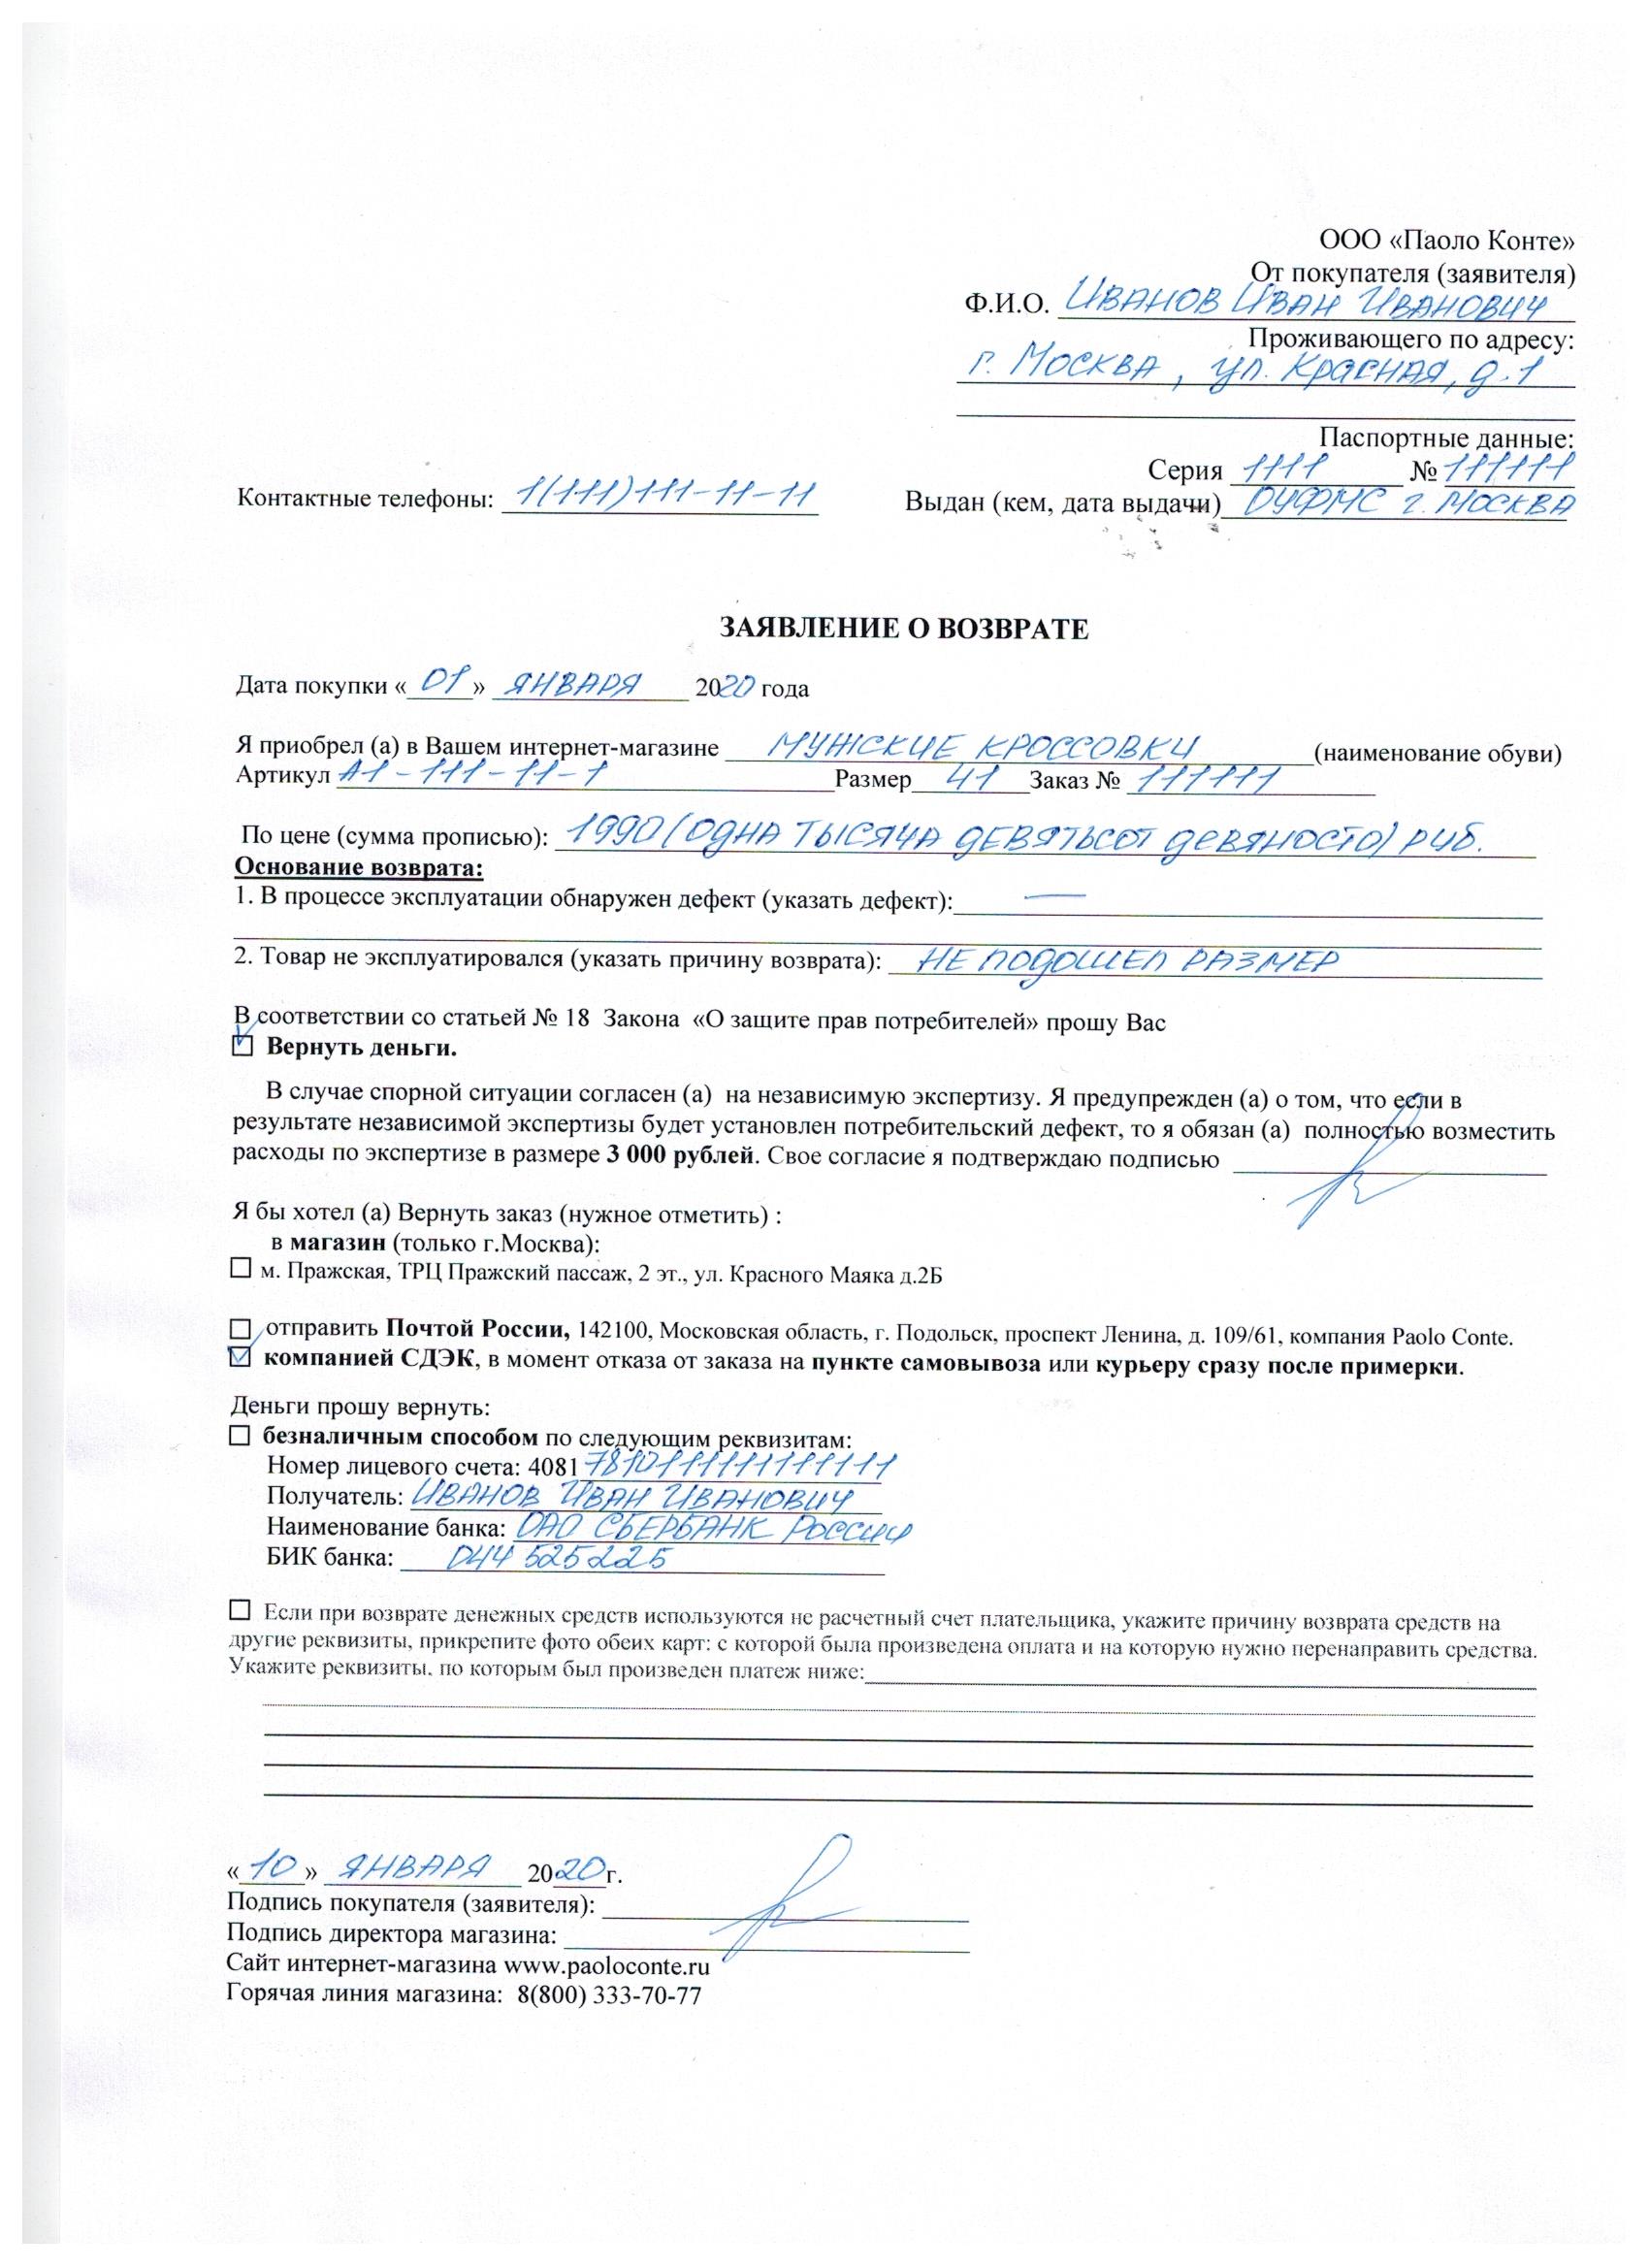 ООО «Паоло Конте»
От покупателя (заявителя)
Ф.И.О. ИВАНОВ ИВАН ИВАНОВИЧ
Проживающего по адресу:
г. МОСКВА, ул. КРАСНАЯ, д.1
Паспортные данные:
Серия 1111 № 111111
Контактные телефоны: 1(111)111-11-11 Выдан (кем, дата выдачи) ОУФМС г. МОСКВА
ЗАЯВЛЕНИЕ О ВОЗВРАТЕ
Дата покупки «01» ЯНВАРЯ 2020 года
Я приобрел (а) в Вашем интернет-магазине МУЖСКИЕ КРОССОВКИ (наименование обуви)
Артикул А1-111-11-1 Размер 41 Заказ № 111111
По цене (сумма прописью): 1990 (ОДНА ТЫСЯЧА ДЕВЯТЬСОТ ДЕВЯНОСТО) РУБ.
Основание возврата:
1. В процессе эксплуатации обнаружен дефект (указать дефект): —
2. Товар не эксплуатировался (указать причину возврата): НЕ ПОДОШЕЛ РАЗМЕР
В соответствии со статьей № 18 Закона «О защите прав потребителей» прошу Вас
Вернуть деньги.
В случае спорной ситуации согласен (а) на независимую экспертизу. Я предупрежден (а) о том, что если в
результате независимой экспертизы будет установлен потребительский дефект, то я обязан (а) полностью возместить
расходы по экспертизе в размере 3 000 рублей. Свое согласие я подтверждаю подписью
Я бы хотел (а) Вернуть заказ (нужное отметить) :
в магазин (только г.Москва):
м. Пражская, ТРЦ Пражский пассаж, 2 эт., ул. Красного Маяка д.2Б
отправить Почтой России, 142100, Московская область, г. Подольск, проспект Ленина, д. 109/61, компания Paolo Conte.
компанией СДЭК, в момент отказа от заказа на пункте самовывоза или курьеру сразу после примерки.
Деньги прошу вернуть:
безналичным способом по следующим реквизитам:
Номер лицевого счета: 4081 7810111111111111
Получатель: ИВАНОВ ИВАН ИВАНОВИЧ
Наименование банка: ОАО СБЕРБАНК РОССИИ
БИК банка: 044525225
Если при возврате денежных средств используются не расчетный счет плательщика, укажите причину возврата средств на
другие реквизиты, прикрепите фото обеих карт: с которой была произведена оплата и на которую нужно перенаправить средства.
Укажите реквизиты, по которым был произведен платеж ниже:
«10» ЯНВАРЯ 2020г.
Подпись покупателя (заявителя):
Подпись директора магазина:
Сайт интернет-магазина www.paoloconte.ru
Горячая линия магазина: 8(800) 333-70-77